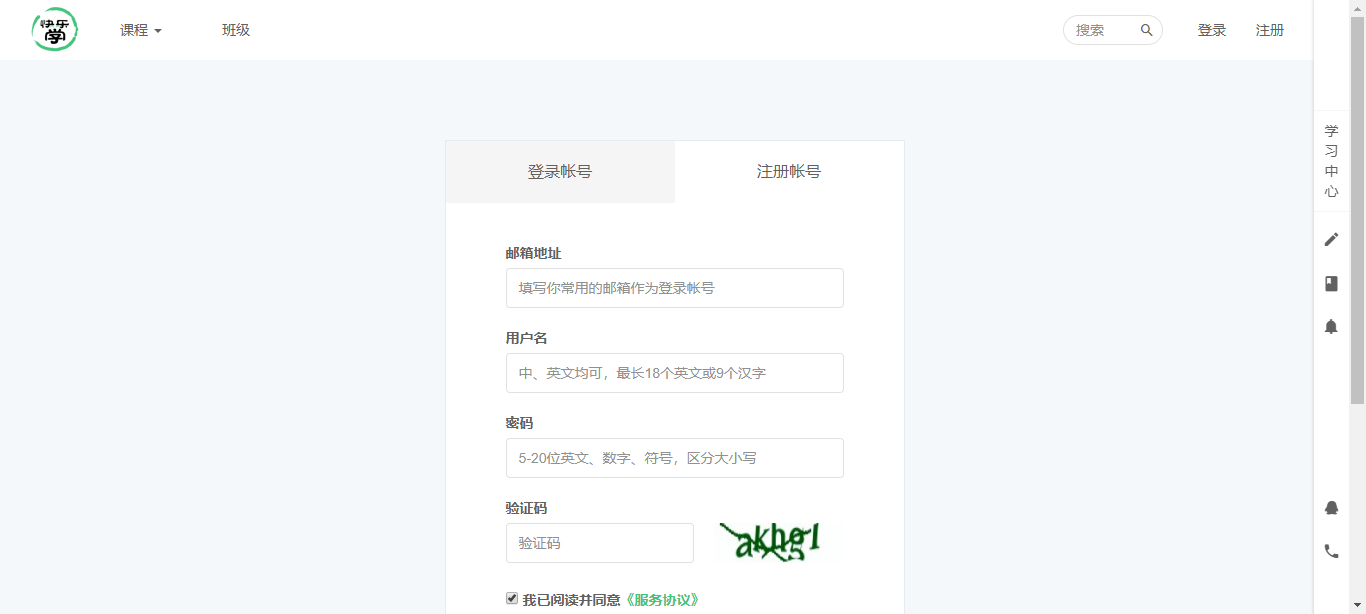 快乐
学
课程
班级
搜索
登录
注册
登录帐号
注册帐号
邮箱地址
填写你常用的邮箱作为登录帐号
用户名
中、英文均可，最长18个英文或9个汉字
密码
5-20位英文、数字、符号，区分大小写
验证码
验证码
akhgl
我已阅读并同意《服务协议》
学
习
中
心